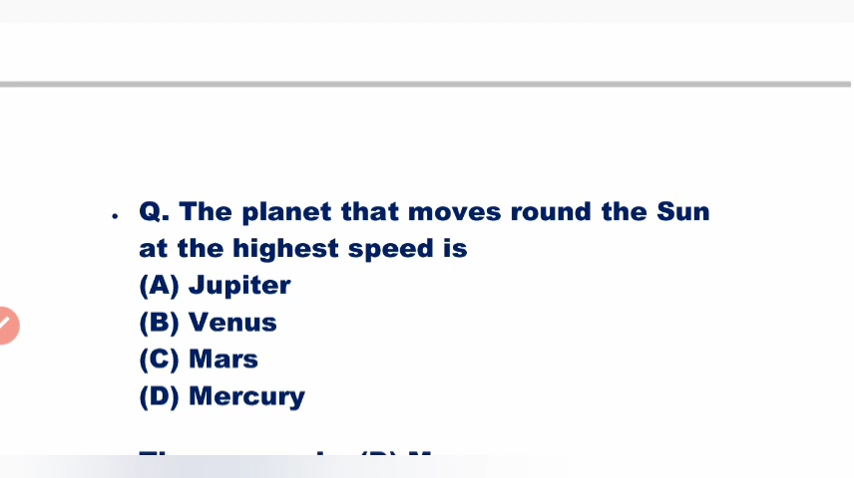 . Q. The planet that moves round the Sun
at the highest speed is
(A) Jupiter
(B) Venus
(C) Mars
(D) Mercury